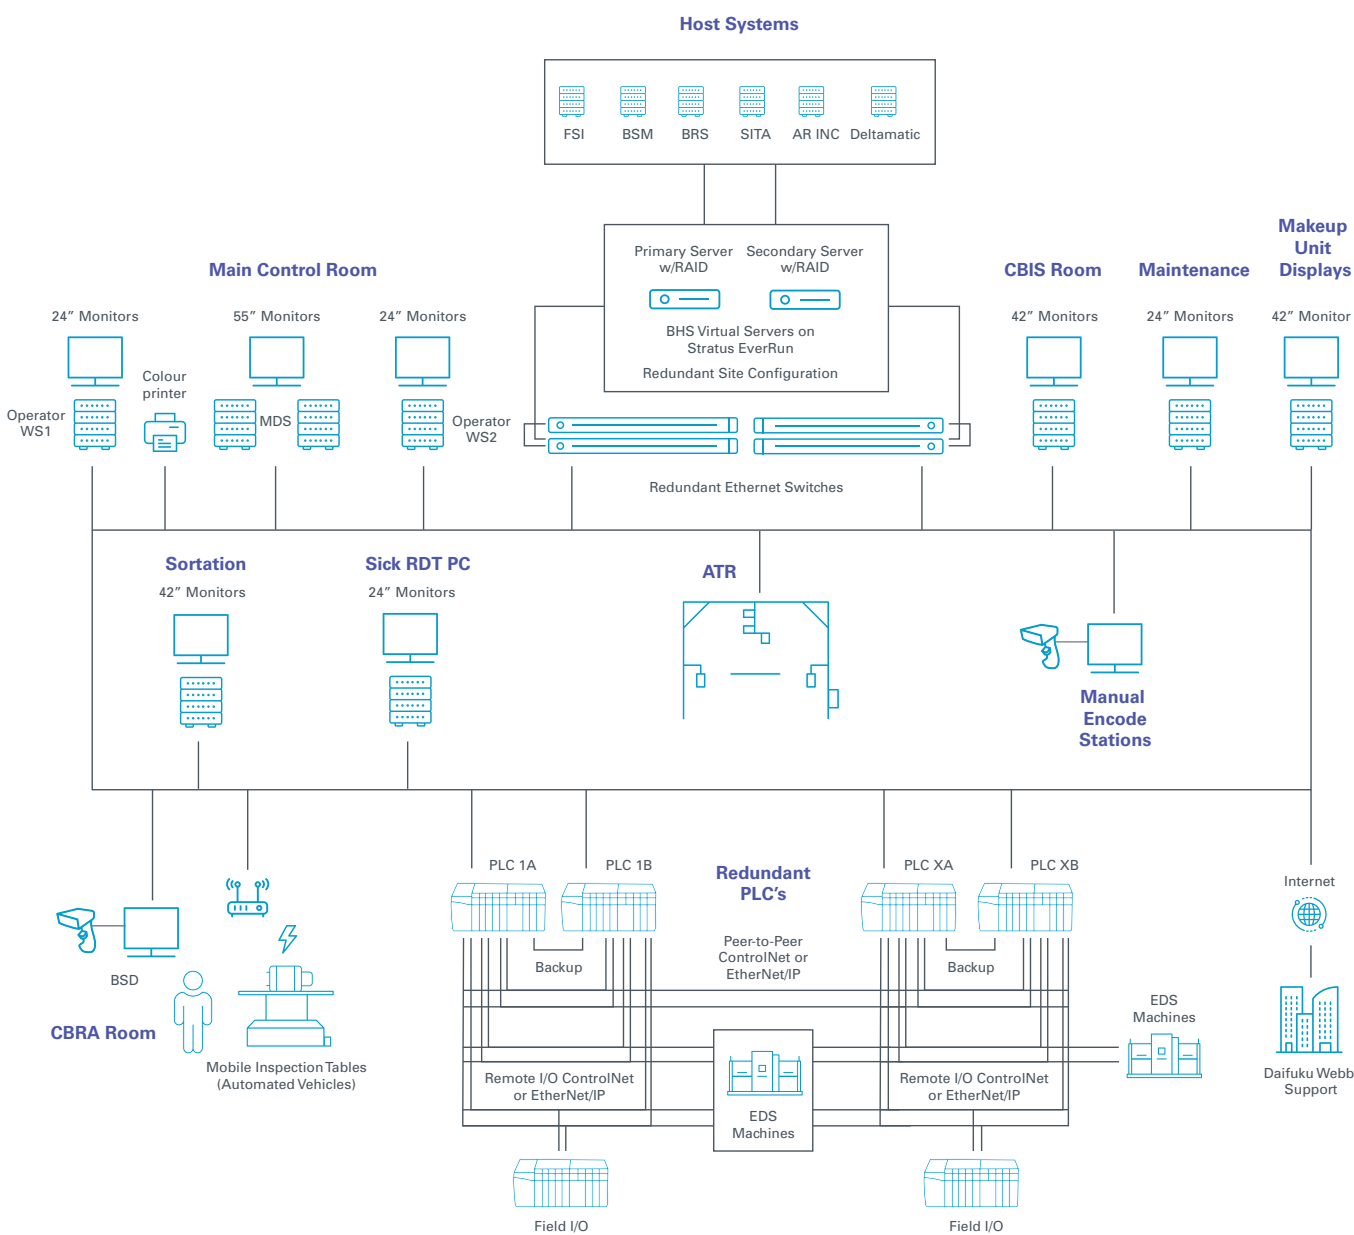 Host Systems
FSI
BSM
BRS
SITA
AR INC
Deltamatic
Primary Server
w/RAID
Secondary Server
w/RAID
BHS Virtual Servers on
Stratus EverRun
Redundant Site Configuration
Main Control Room
24” Monitors
55” Monitors
24” Monitors
Colour
printer
Operator
WS1
MDS
Operator
WS2
Redundant Ethernet Switches
CBIS Room
42” Monitors
Maintenance
24” Monitors
Makeup
Unit
Displays
42” Monitor
Sortation
42” Monitors
Sick RDT PC
24” Monitors
ATR
Manual
Encode
Stations
PLC 1A
PLC 1B
Redundant
PLC's
PLC XA
PLC XB
Internet
Peer-to-Peer
ControlNet or
EtherNet/IP
Backup
Backup
BSD
CBRA Room
Mobile Inspection Tables
(Automated Vehicles)
EDS
Machines
Remote I/O ControlNet
or EtherNet/IP
Remote I/O ControlNet
or EtherNet/IP
EDS
Machines
Daifuku Webb
Support
Field I/O
Field I/O